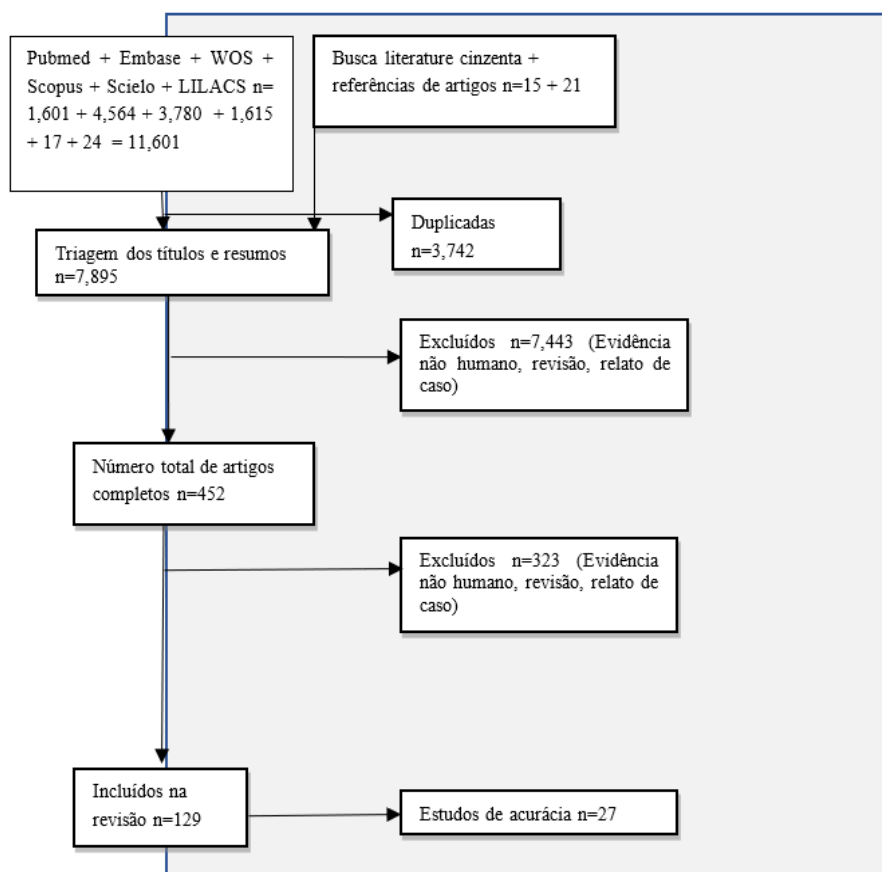 Pubmed + Embase + WOS +
Scopus + Scielo + LILACS n=
1,601 + 4,564 + 3,780 + 1,615
+ 17 + 24 = 11,601
Busca literature cinzenta +
referências de artigos n=15 + 21
Duplicadas
n=3,742
Triagem dos títulos e resumos
n=7,895
Excluídos n=7,443 (Evidência
não humano, revisão, relato de
caso)
Número total de artigos
completos n=452
Excluídos n=323 (Evidência
não humano, revisão, relato de
caso)
Incluídos na
revisão n=129
Estudos de acurácia n=27